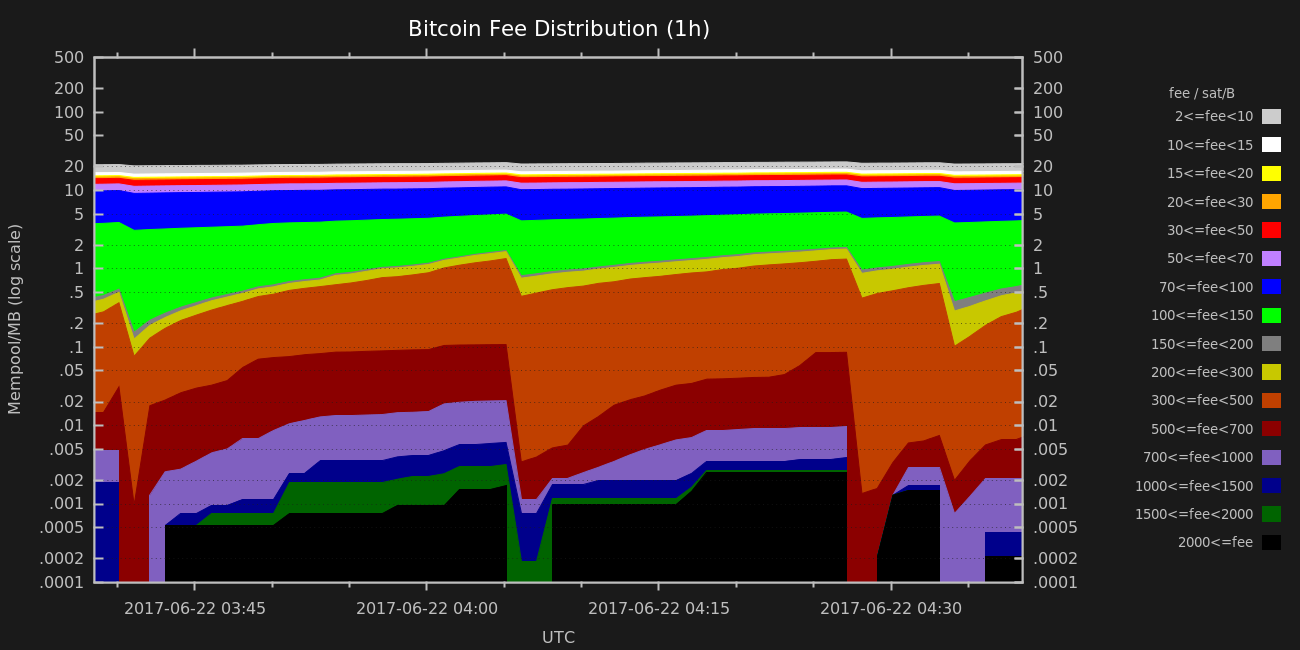 Bitcoin Fee Distribution (1h)
500 500
200 200
100 100
50 50
20 20
10 10
5 5
2 2
1 1
.5 .5
.2 .2
.1 .1
.05 .05
.02 .02
.01 .01
.005 .005
.002 .002
.001 .001
.0005 .0005
.0002 .0002
.0001 .0001
Mempool/MB (log scale)
2017-06-22 03:45 2017-06-22 04:00 2017-06-22 04:15 2017-06-22 04:30
UTC
fee / sat/B
2<=fee<10
10<=fee<15
15<=fee<20
20<=fee<30
30<=fee<50
50<=fee<70
70<=fee<100
100<=fee<150
150<=fee<200
200<=fee<300
300<=fee<500
500<=fee<700
700<=fee<1000
1000<=fee<1500
1500<=fee<2000
2000<=fee